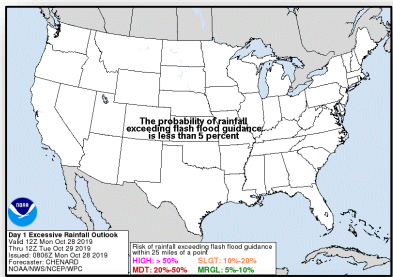 The probability of rainfall
exceeding flash flood guidance
is less than 5 percent
NOAA
Day 1 Excessive Rainfall Outlook
Valid 12Z Mon Oct 28 2019
Thru 12Z Tue Oct 29 2019
Issued: 0806Z Mon Oct 28 2019
Forecaster: CHENARD
NOAA/NWS/NCEP/WPC
Risk of rainfall exceeding flash flood guidance
within 25 miles of a point
HIGH: > 50% SLGT: 10%-20%
MDT: 20%-50% MRGL: 5%-10%